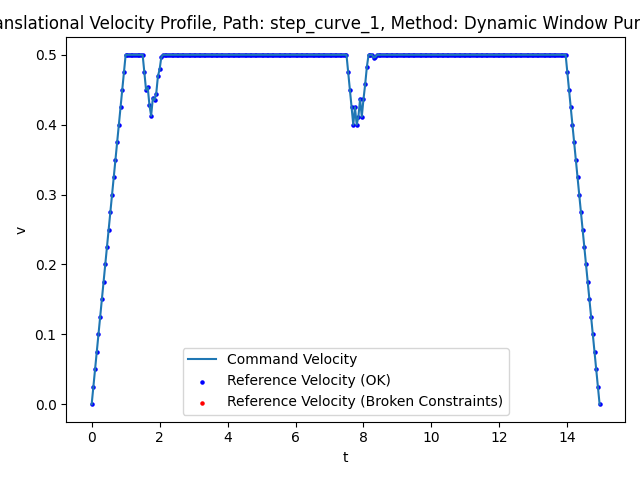 anslational Velocity Profile, Path: step_curve_1, Method: Dynamic Window Pur
0.5
0.4
0.3
0.2
0.1
0.0
v
Command Velocity
Reference Velocity (OK)
Reference Velocity (Broken Constraints)
0 2 4 6 8 10 12 14
t